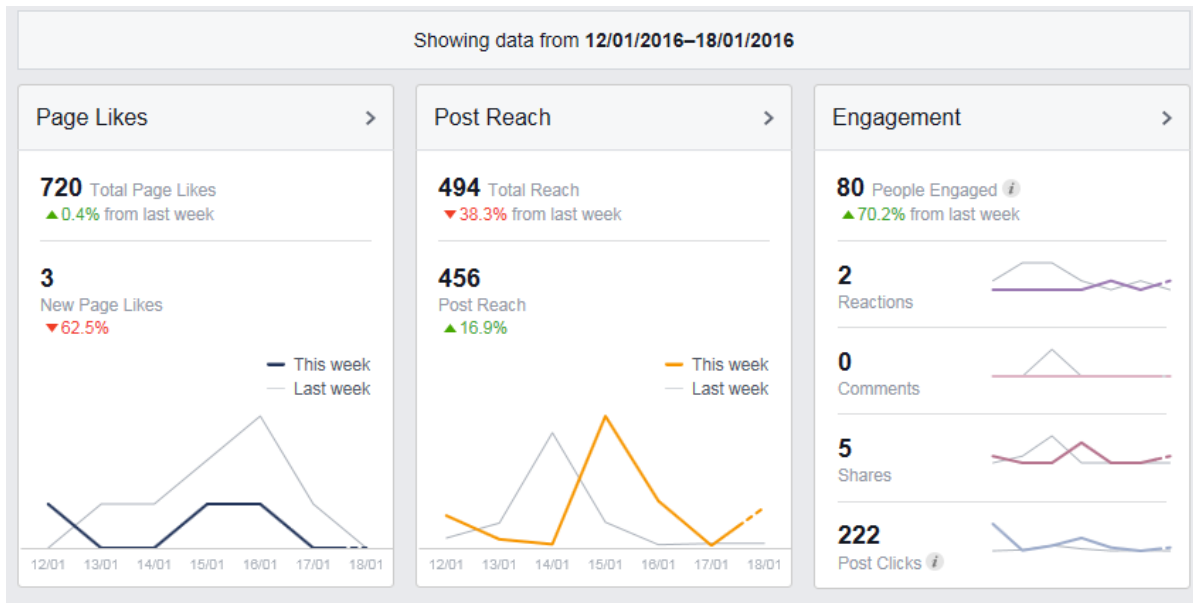 Showing data from 12/01/2016–18/01/2016
Page Likes
720 Total Page Likes
0.4% from last week
3
New Page Likes
62.5%
This week
Last week
12/01 13/01 14/01 15/01 16/01 17/01 18/01
Post Reach
494 Total Reach
38.3% from last week
456
Post Reach
16.9%
This week
Last week
12/01 13/01 14/01 15/01 16/01 17/01 18/01
Engagement
80 People Engaged i
70.2% from last week
2
Reactions
0
Comments
5
Shares
222
Post Clicks i